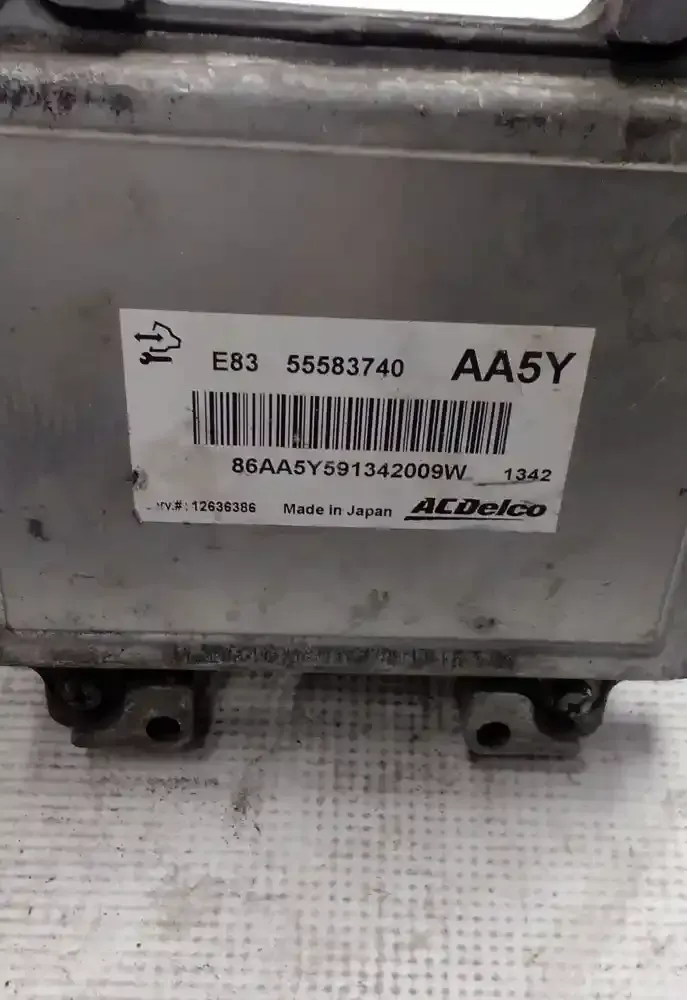 E83 55583740 AA5Y
86AA5Y591342009W 1342
#: 12636386 Made in Japan ACDelco